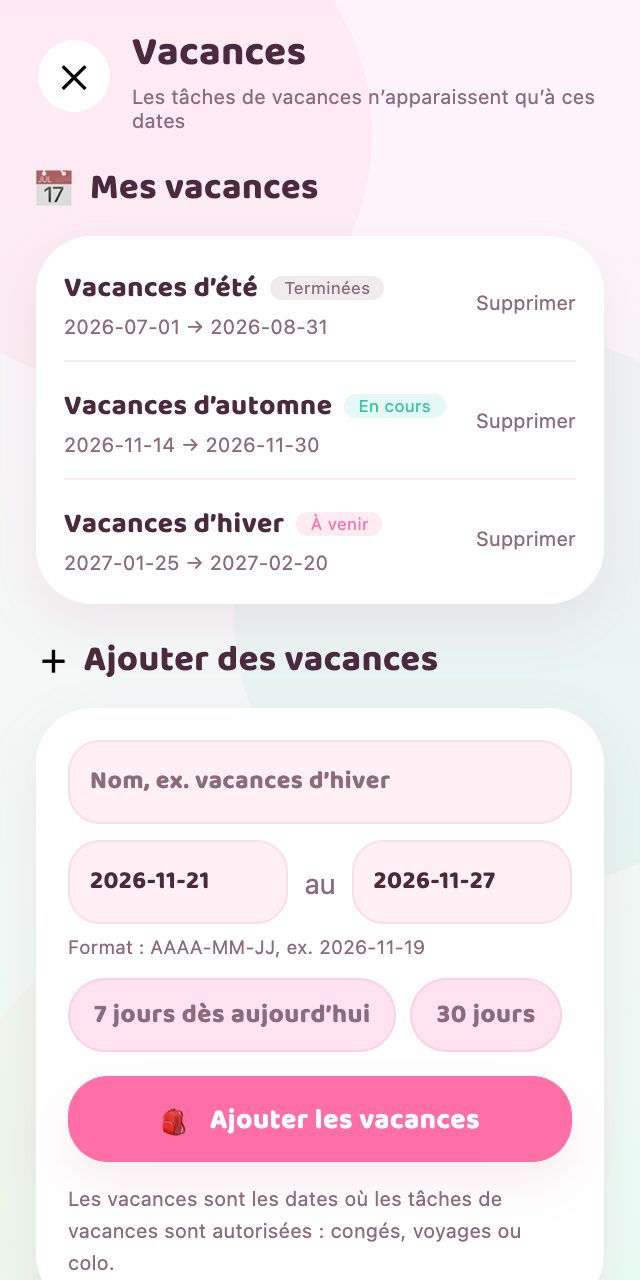 Vacances
Les tâches de vacances n’apparaissent qu’à ces
dates
JUL
17
Mes vacances
Vacances d’été
Terminées
2026-07-01 → 2026-08-31
Supprimer
Vacances d’automne
En cours
2026-11-14 → 2026-11-30
Supprimer
Vacances d’hiver
À venir
2027-01-25 → 2027-02-20
Supprimer
+ Ajouter des vacances
Nom, ex. vacances d’hiver
2026-11-21 au 2026-11-27
Format : AAAA-MM-JJ, ex. 2026-11-19
7 jours dès aujourd’hui
30 jours
Ajouter les vacances
Les vacances sont les dates où les tâches de
vacances sont autorisées : congés, voyages ou
colo.